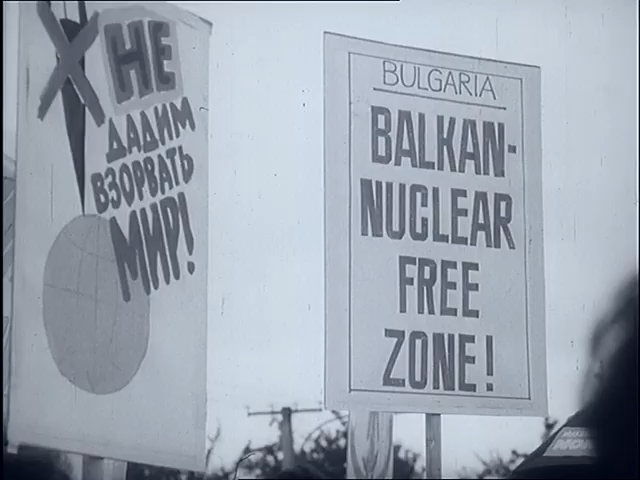 НЕ
ДАДИМ
ВЗОРВАТЬ
МИР!
BULGARIA
BALKAN-
NUCLEAR
FREE
ZONE!